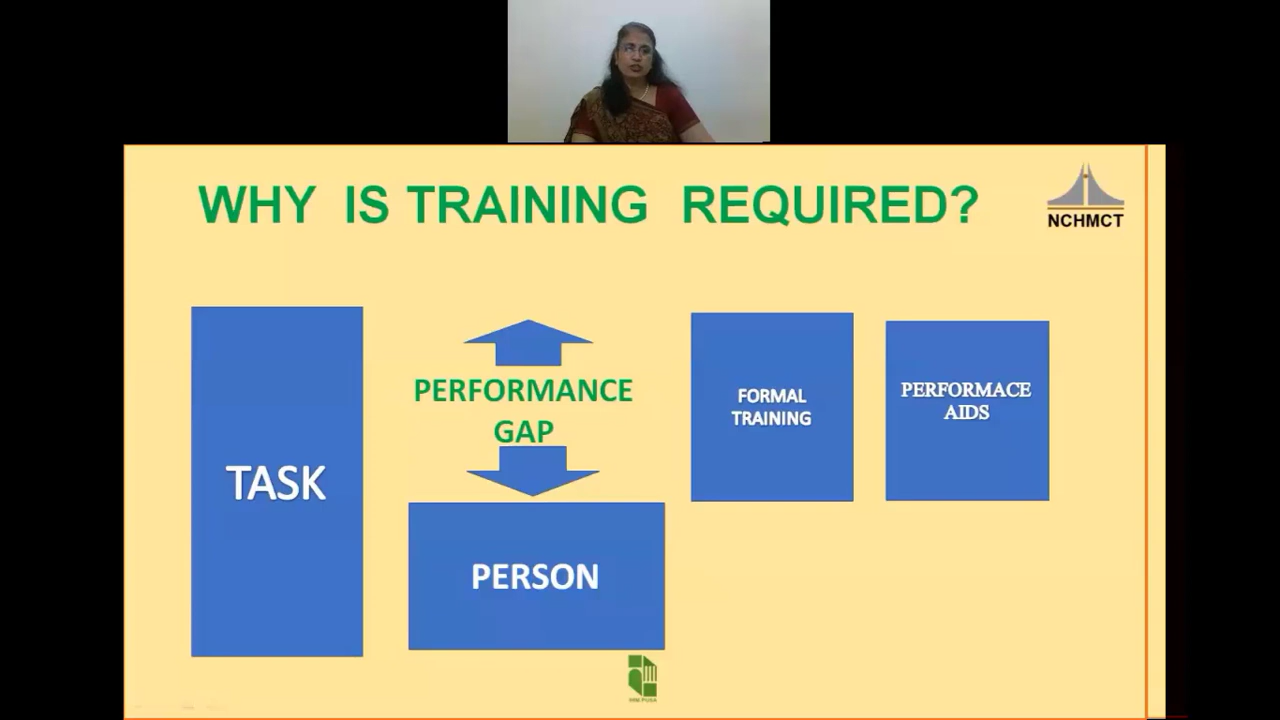 WHY IS TRAINING REQUIRED?
NCHMCT
TASK
PERFORMANCE
GAP
PERSON
FORMAL
TRAINING
PERFORMACE
AIDS